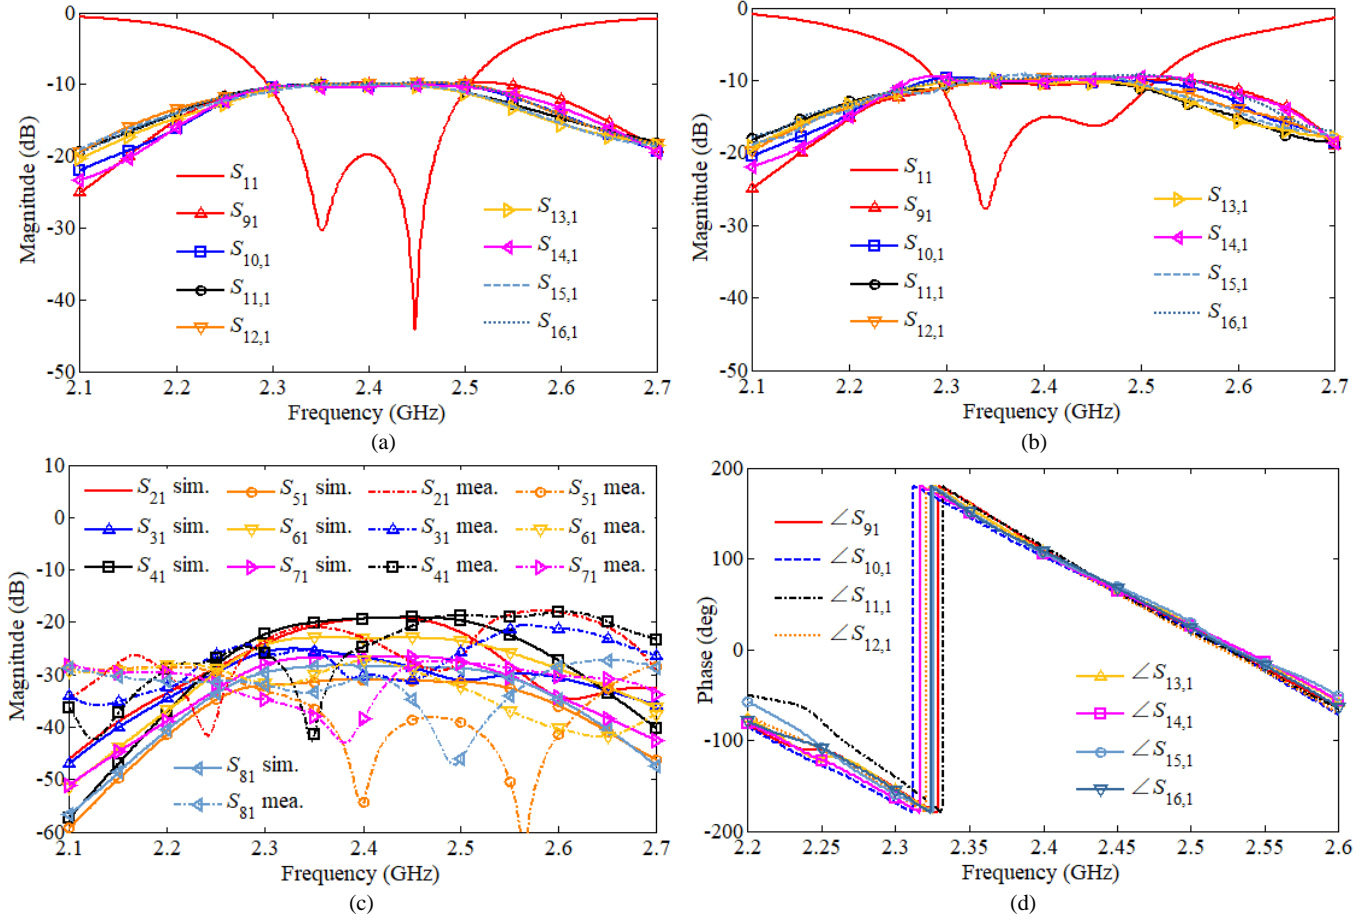 0
-10
-20
-30
-40
-50
Magnitude (dB)
S11
S91
S10,1
S11,1
S12,1
S13,1
S14,1
S15,1
S16,1
2.1 2.2 2.3 2.4 2.5 2.6 2.7
Frequency (GHz)
(a)
0
-10
-20
-30
-40
-50
Magnitude (dB)
S11
S91
S10,1
S11,1
S12,1
S13,1
S14,1
S15,1
S16,1
2.1 2.2 2.3 2.4 2.5 2.6 2.7
Frequency (GHz)
(b)
10
0
-10
-20
-30
-40
-50
-60
Magnitude (dB)
S21 sim. S51 sim. S21 mea. S51 mea.
S31 sim. S61 sim. S31 mea. S61 mea.
S41 sim. S71 sim. S41 mea. S71 mea.
S81 sim.
S81 mea.
2.1 2.2 2.3 2.4 2.5 2.6 2.7
Frequency (GHz)
(c)
200
100
0
-100
-200
Phase (deg)
∠S91
∠S10,1
∠S11,1
∠S12,1
∠S13,1
∠S14,1
∠S15,1
∠S16,1
2.2 2.25 2.3 2.35 2.4 2.45 2.5 2.55 2.6
Frequency (GHz)
(d)